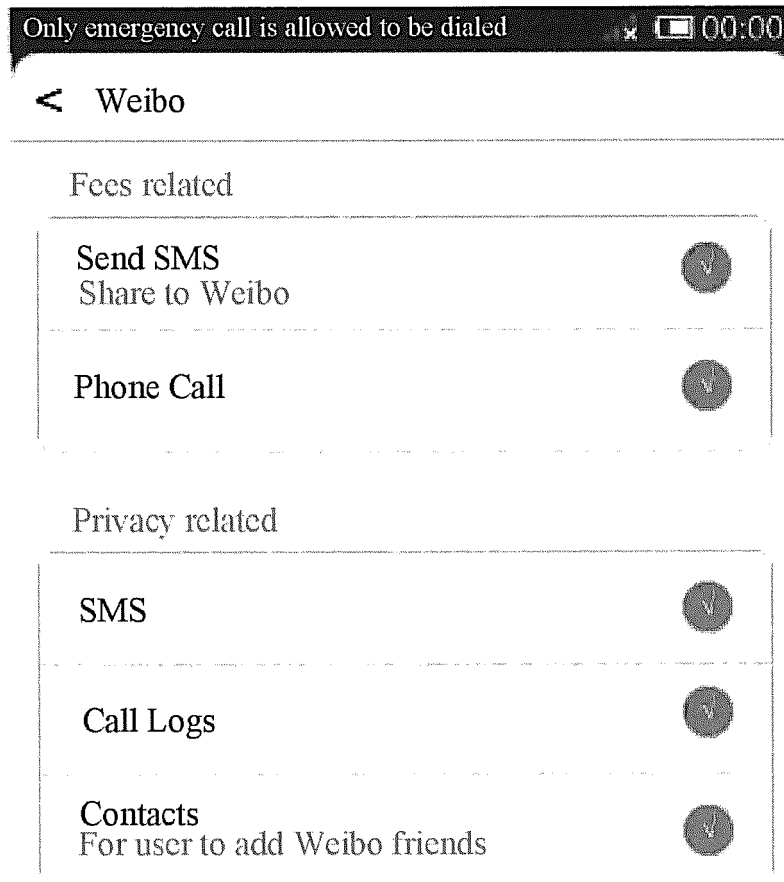 Only emergency call is allowed to be dialed 00:00
< Weibo
Fees related
Send SMS
Share to Weibo
Phone Call
Privacy related
SMS
Call Logs
Contacts
For user to add Weibo friends